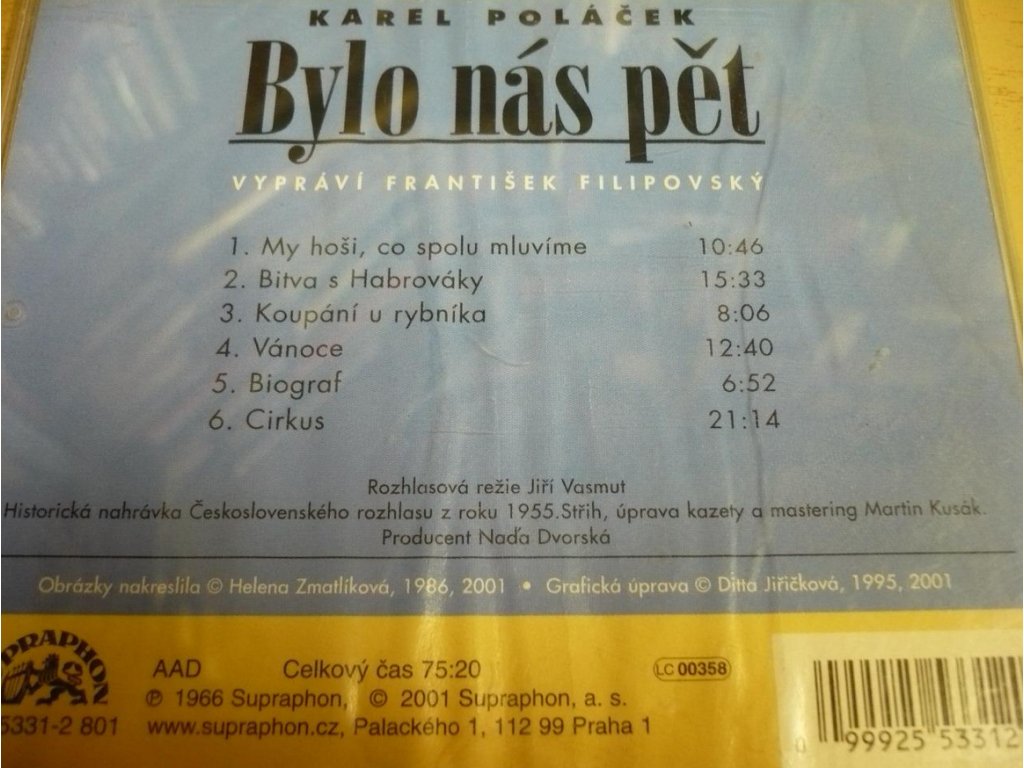 KAREL POLÁČEK
Bylo nás pět
VYPRÁVÍ FRANTIŠEK FILIPOVSKÝ
1. My hoši, co spolu mluvíme 10:46
2. Bitva s Habrováky 15:33
3. Koupání u rybníka 8:06
4. Vánoce 12:40
5. Biograf 6:52
6. Cirkus 21:14
Rozhlasová režie Jiří Vasmut
Historická nahrávka Československého rozhlasu z roku 1955.Střih, úprava kazety a mastering Martin Kusák.
Producent Naďa Dvorská
Obrázky nakreslila © Helena Zmatlíková, 1986, 2001 • Grafická úprava © Ditta Jiřičková, 1995, 2001
PRAPHON
AAD Celkový čas 75:20 LC 00358
℗ 1966 Supraphon, © 2001 Supraphon, a. s.
5331-2 801 www.supraphon.cz, Palackého 1, 112 99 Praha 1
0 99925 53312